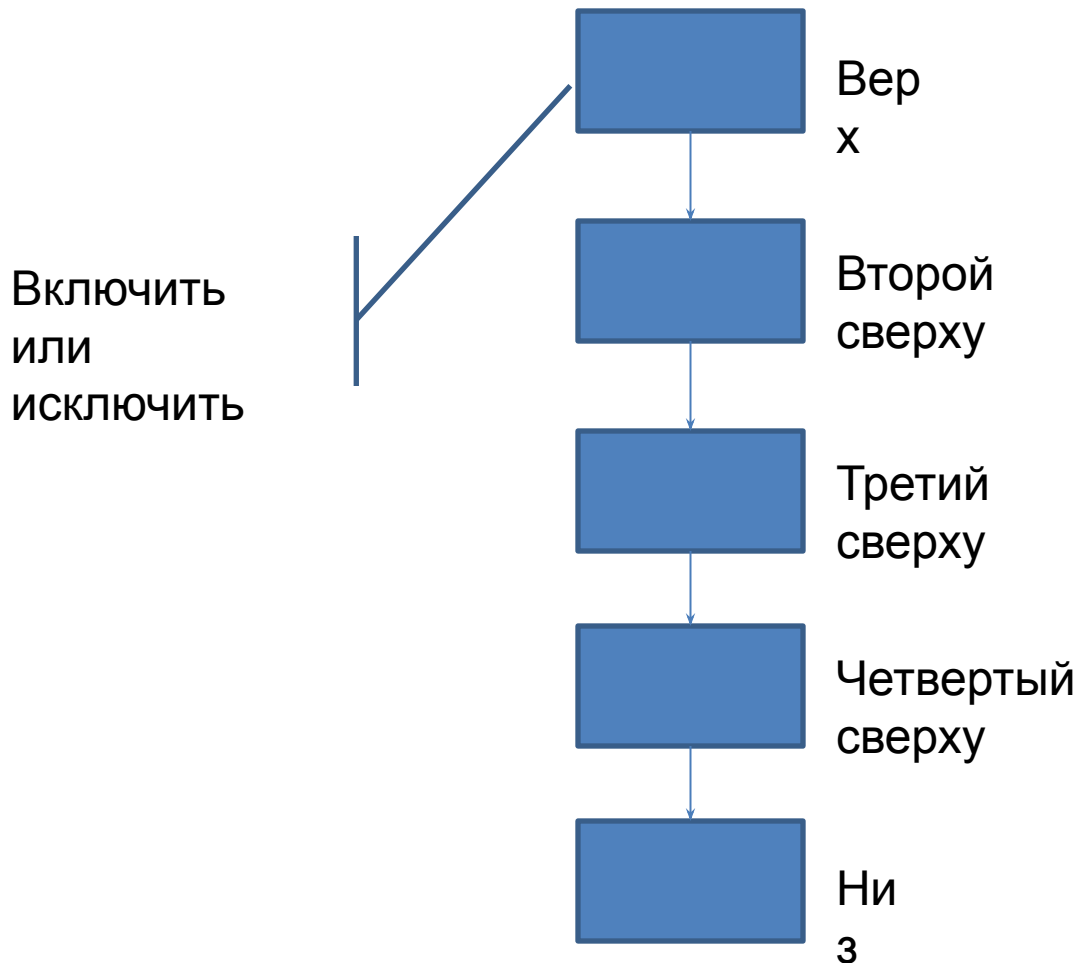 Вер
х
Второй
сверху
Включить
или
исключить
Третий
сверху
Четвертый
сверху
Ни
з